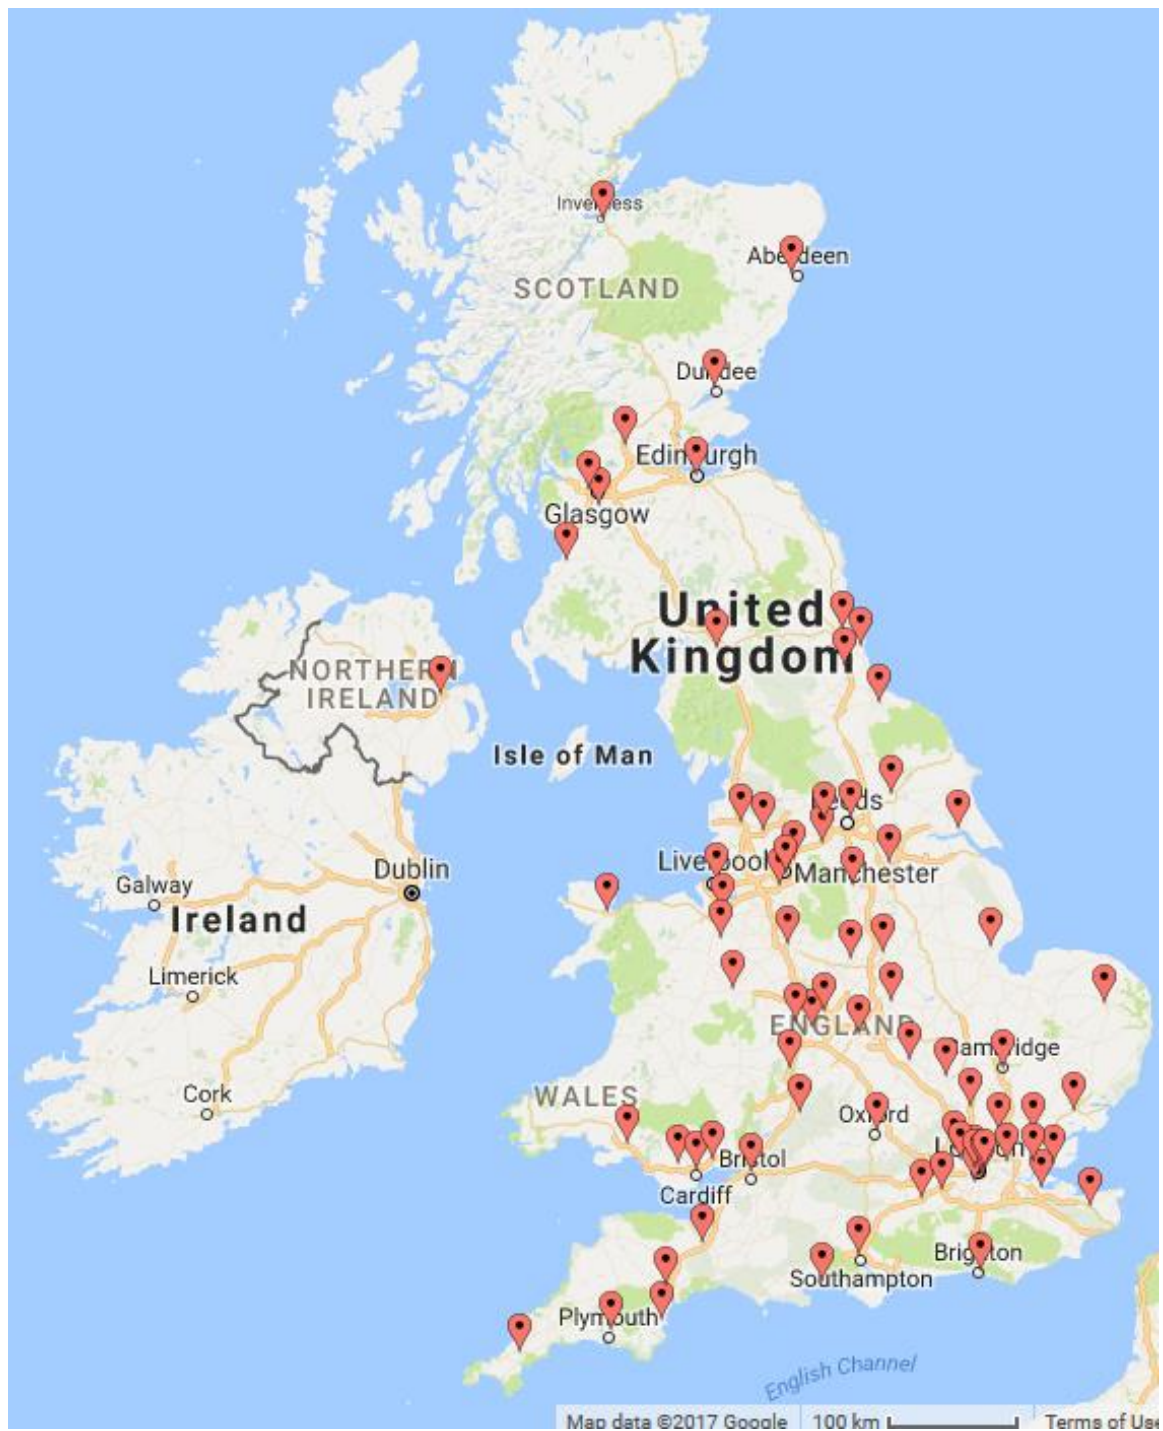 Inverness
Aberdeen
SCOTLAND
Dundee
Edinburgh
Glasgow
United
Kingdom
NORTHERN
IRELAND
Isle of Man
Leeds
Liverpool
Manchester
Dublin
Galway
Ireland
Limerick
ENGLAND
Cambridge
Cork
WALES
Oxford
London
Bristol
Cardiff
Brighton
Southampton
Plymouth
English Channel
Map data ©2017 Google
100 km
Terms of Use